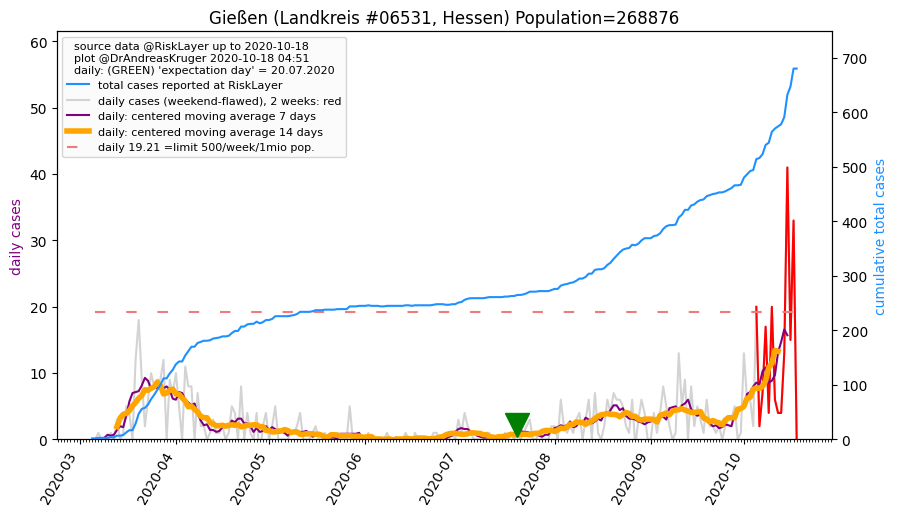 Gießen (Landkreis #06531, Hessen) Population=268876
source data @RiskLayer up to 2020-10-18
plot @DrAndreasKruger 2020-10-18 04:51
daily: (GREEN) 'expectation day' = 20.07.2020
total cases reported at RiskLayer
daily cases (weekend-flawed), 2 weeks: red
daily: centered moving average 7 days
daily: centered moving average 14 days
daily 19.21 =limit 500/week/1mio pop.
daily cases
60
50
40
30
20
10
0
cumulative total cases
700
600
500
400
300
200
100
0
2020-03
2020-04
2020-05
2020-06
2020-07
2020-08
2020-09
2020-10